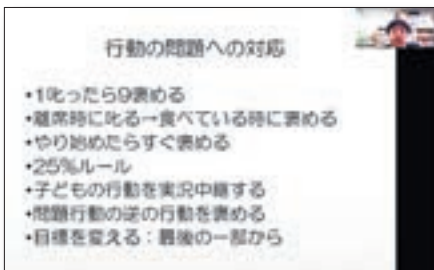 行動の問題への対応
・1叱ったら9褒める
・離席時に叱る→食べている時に褒める
・やり始めたらすぐ褒める
・25%ルール
・子どもの行動を実況中継する
・問題行動の逆の行動を褒める
・目標を変える：最後の一部から